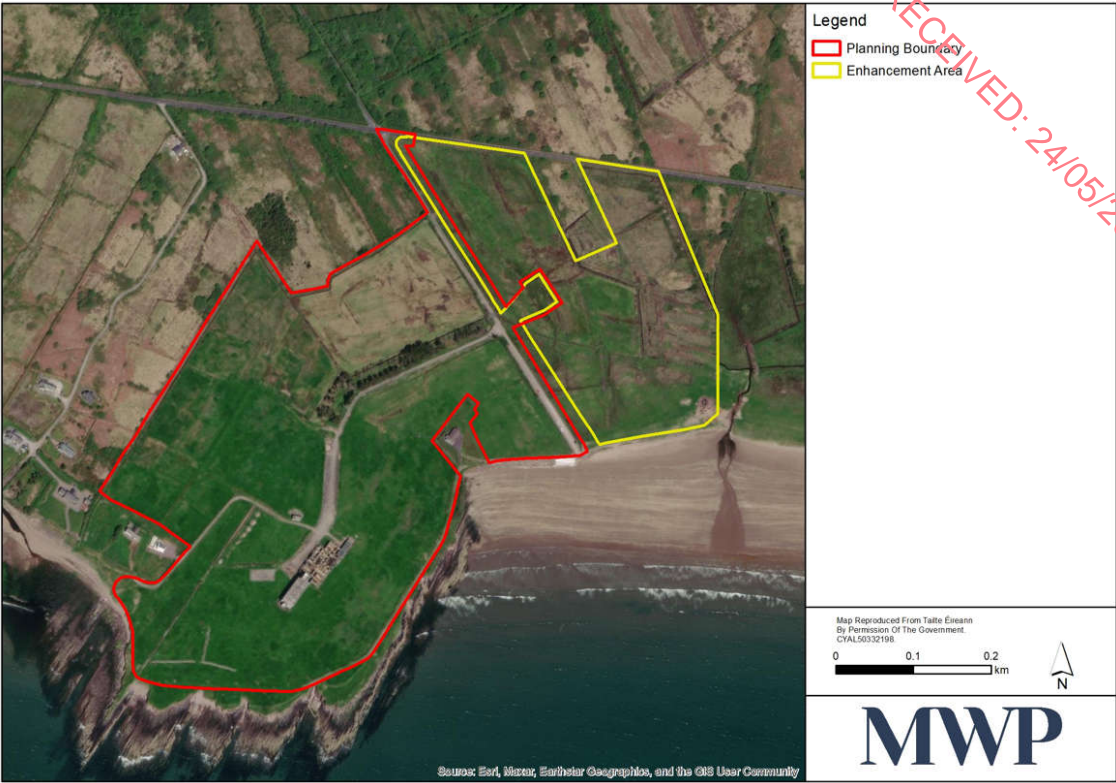 Legend
Planning Boundary
Enhancement Area
RECEIVED: 24/05/2
Map Reproduced From Tailte Éireann
By Permission Of The Government.
CYAL50332198
0 0.1 0.2
km
N
MWP
Source: Esri, Maxar, Earthstar Geographics, and the GIS User Community